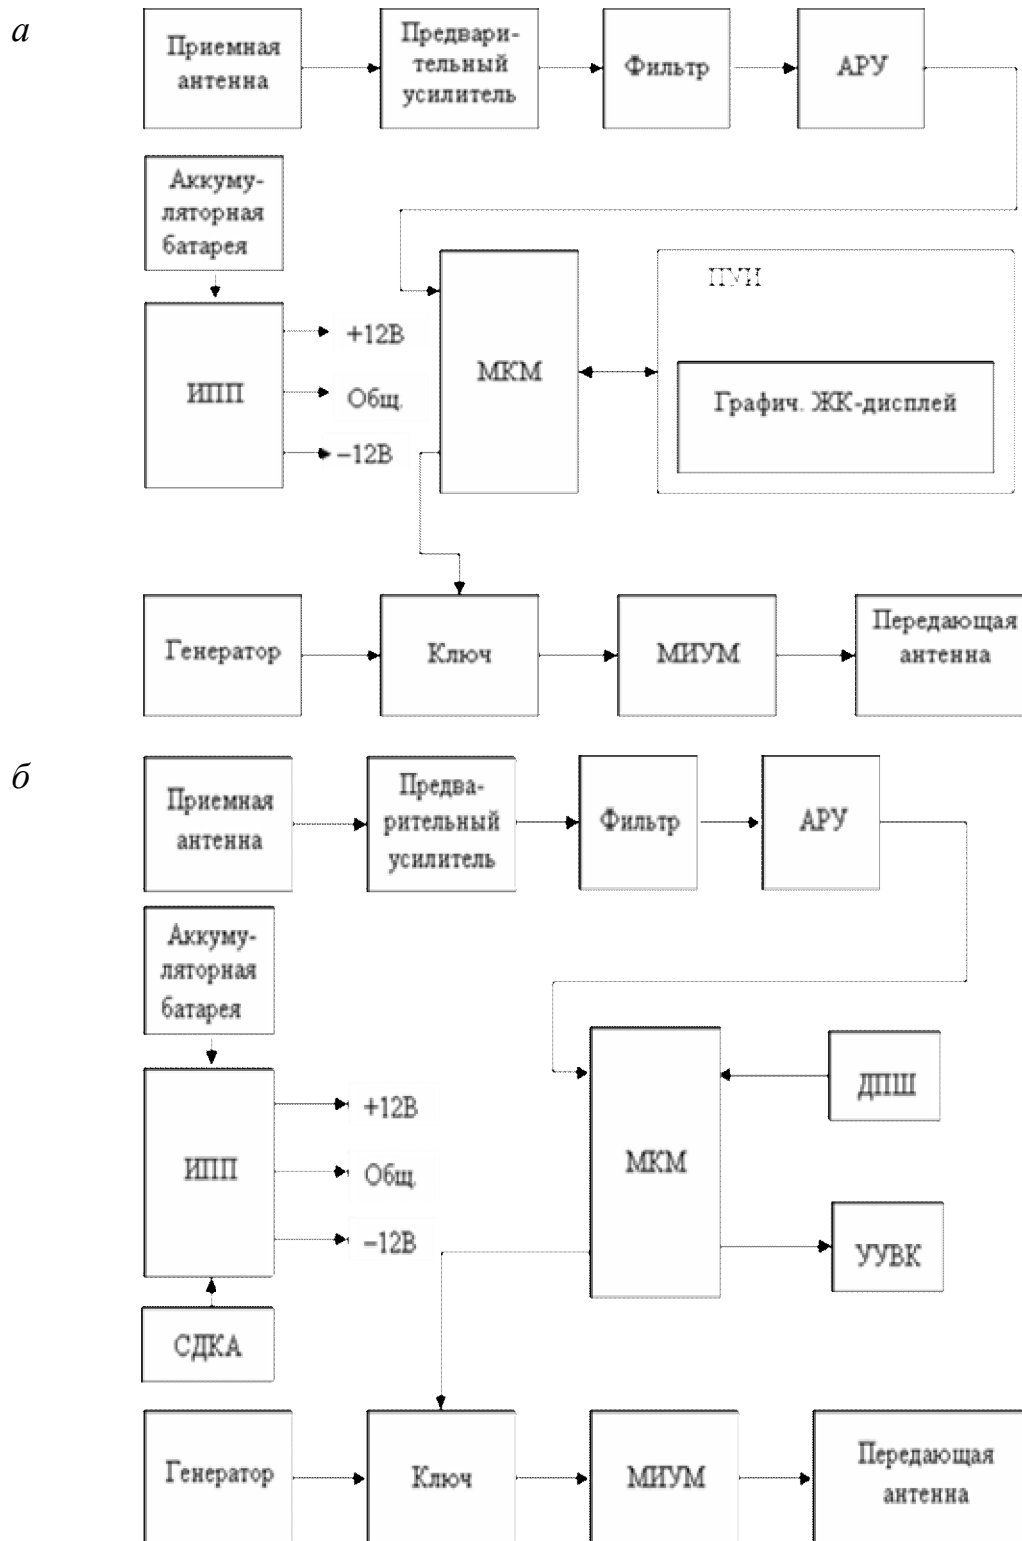 а
Приемная
антенна
Предвари-
тельный
усилитель
Фильтр
АРУ
Аккуму-
ляторная
батарея
ИПП
+12В
Общ.
–12В
МКМ
ПУИ
Графич. ЖК-дисплей
Генератор
Ключ
МИУМ
Передающая
антенна
б
Приемная
антенна
Предва-
рительный
усилитель
Фильтр
АРУ
Аккуму-
ляторная
батарея
ИПП
+12В
Общ.
–12В
СДКА
МКМ
ДПШ
УУВК
Генератор
Ключ
МИУМ
Передающая
антенна